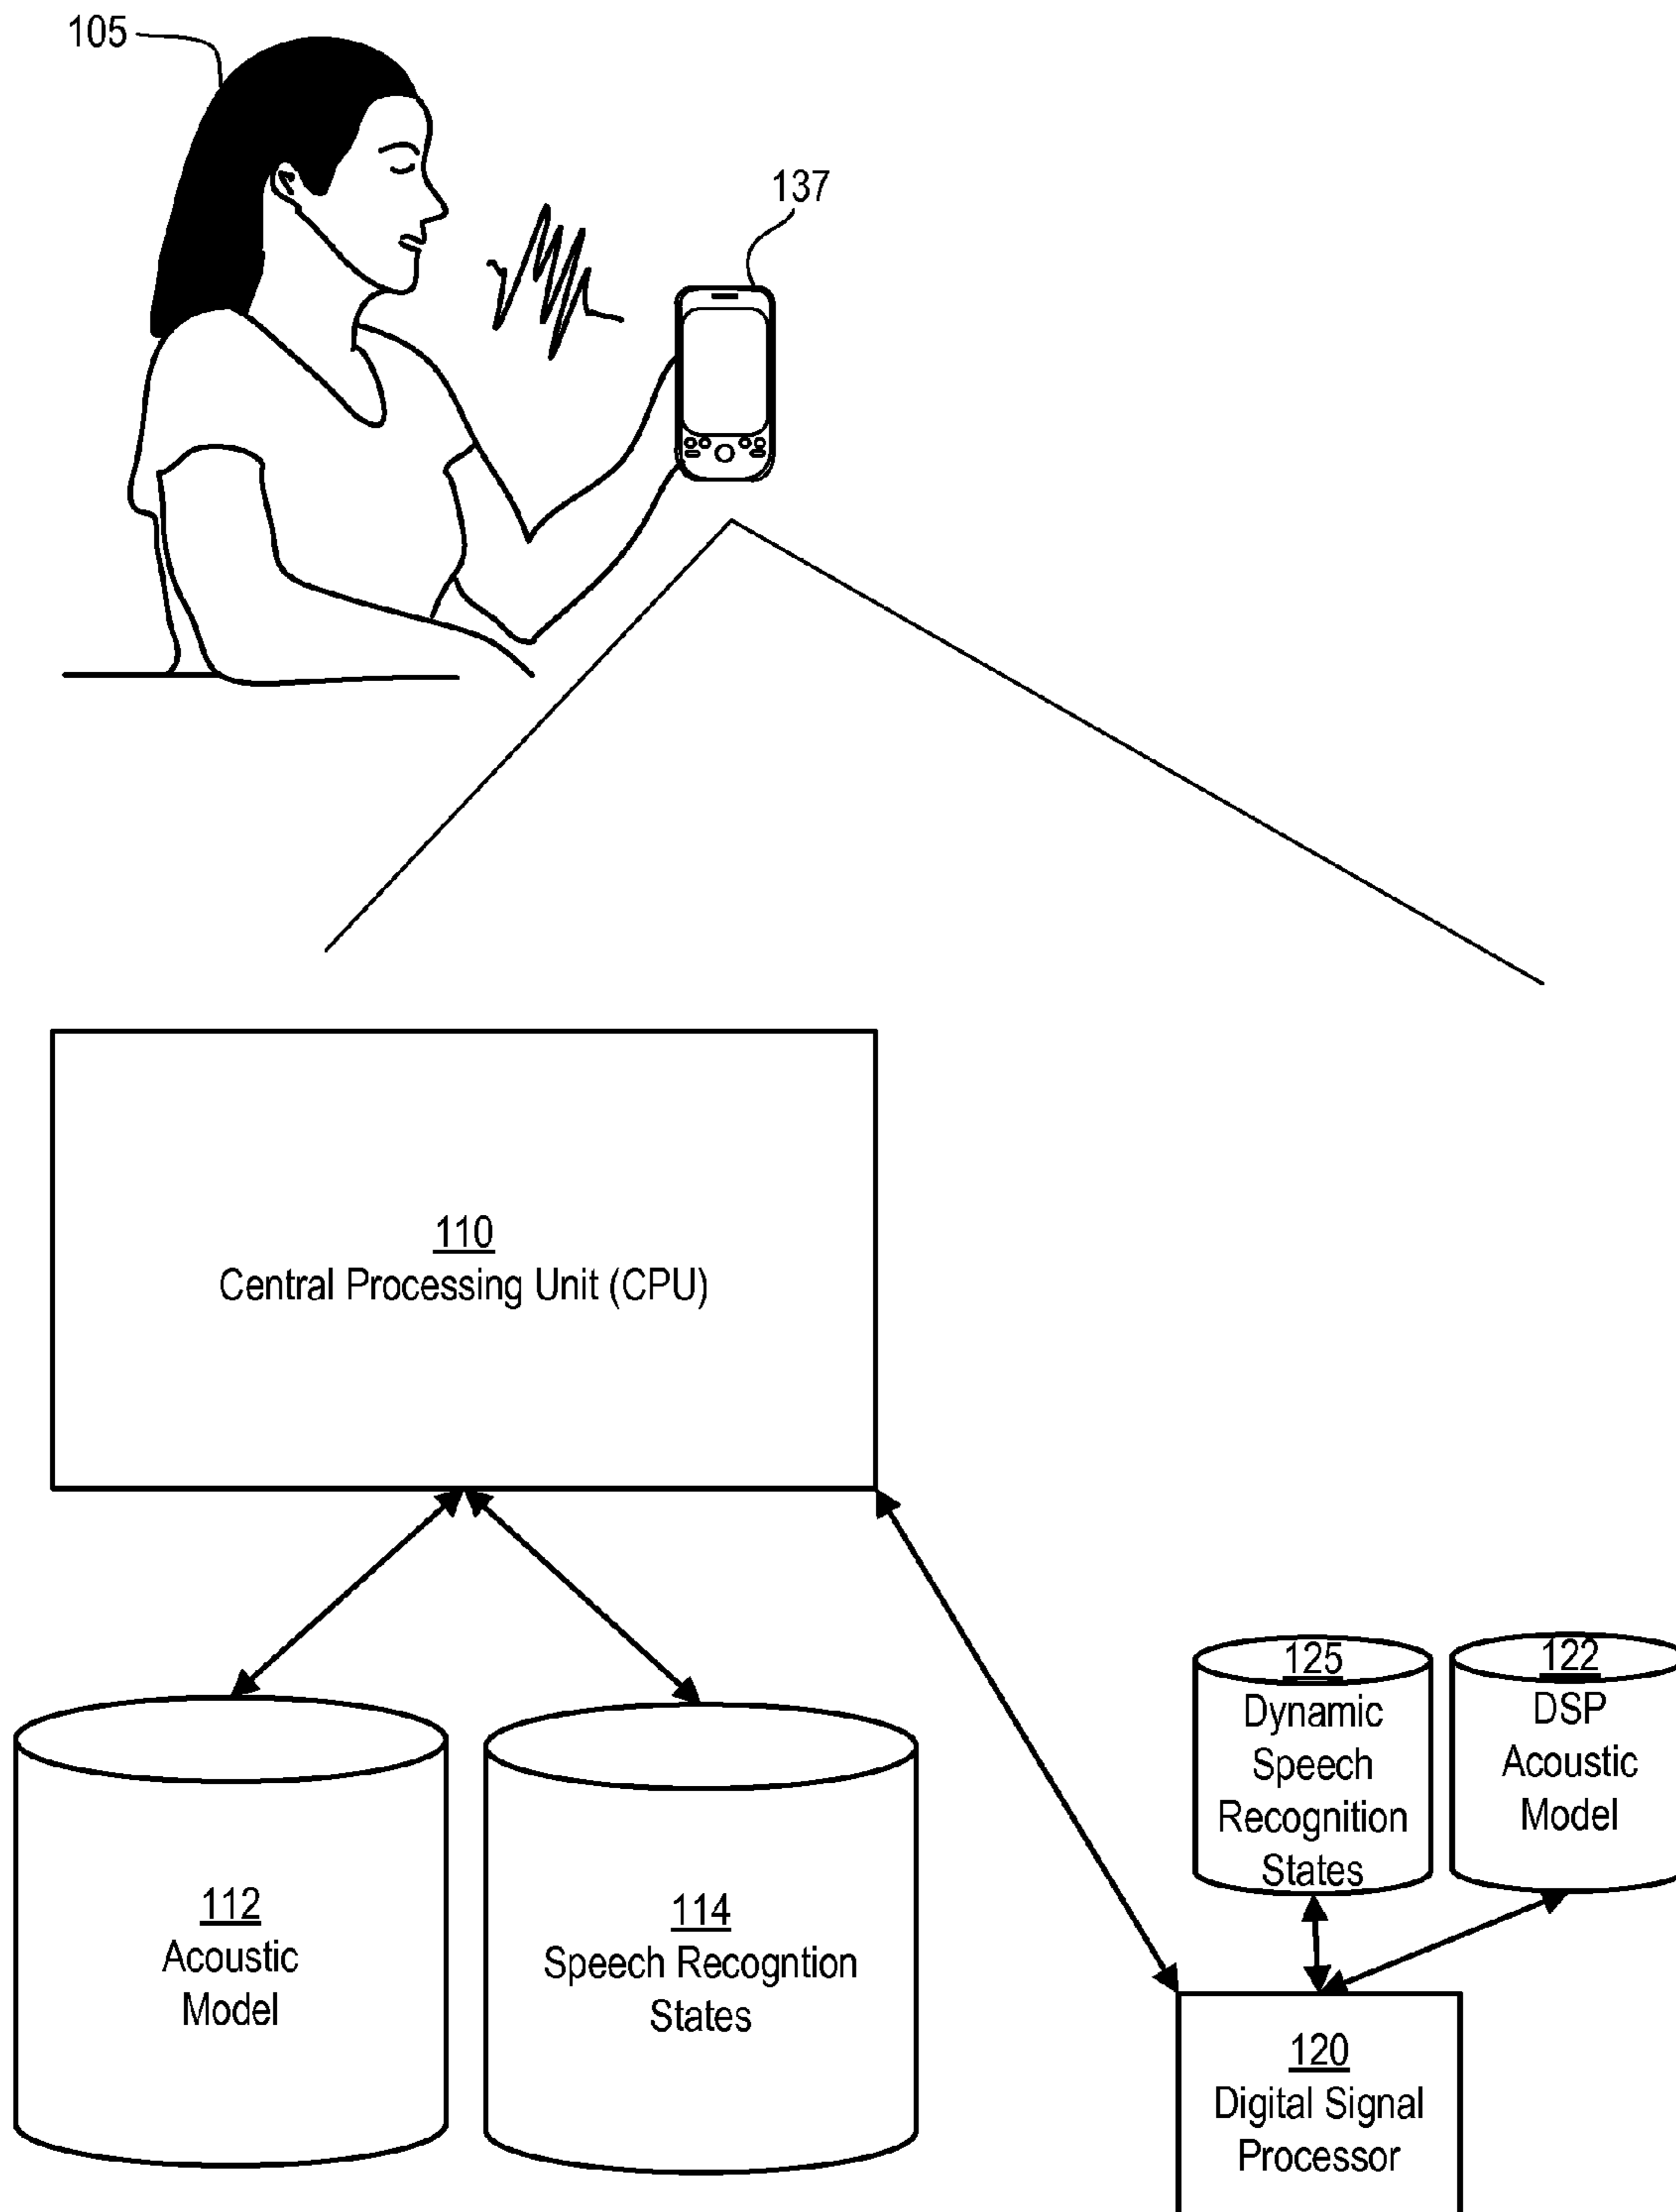 105
137
110
Central Processing Unit (CPU)
125
Dynamic
Speech
Recognition
States
122
DSP
Acoustic
Model
112
Acoustic
Model
114
Speech Recogntion
States
120
Digital Signal
Processor